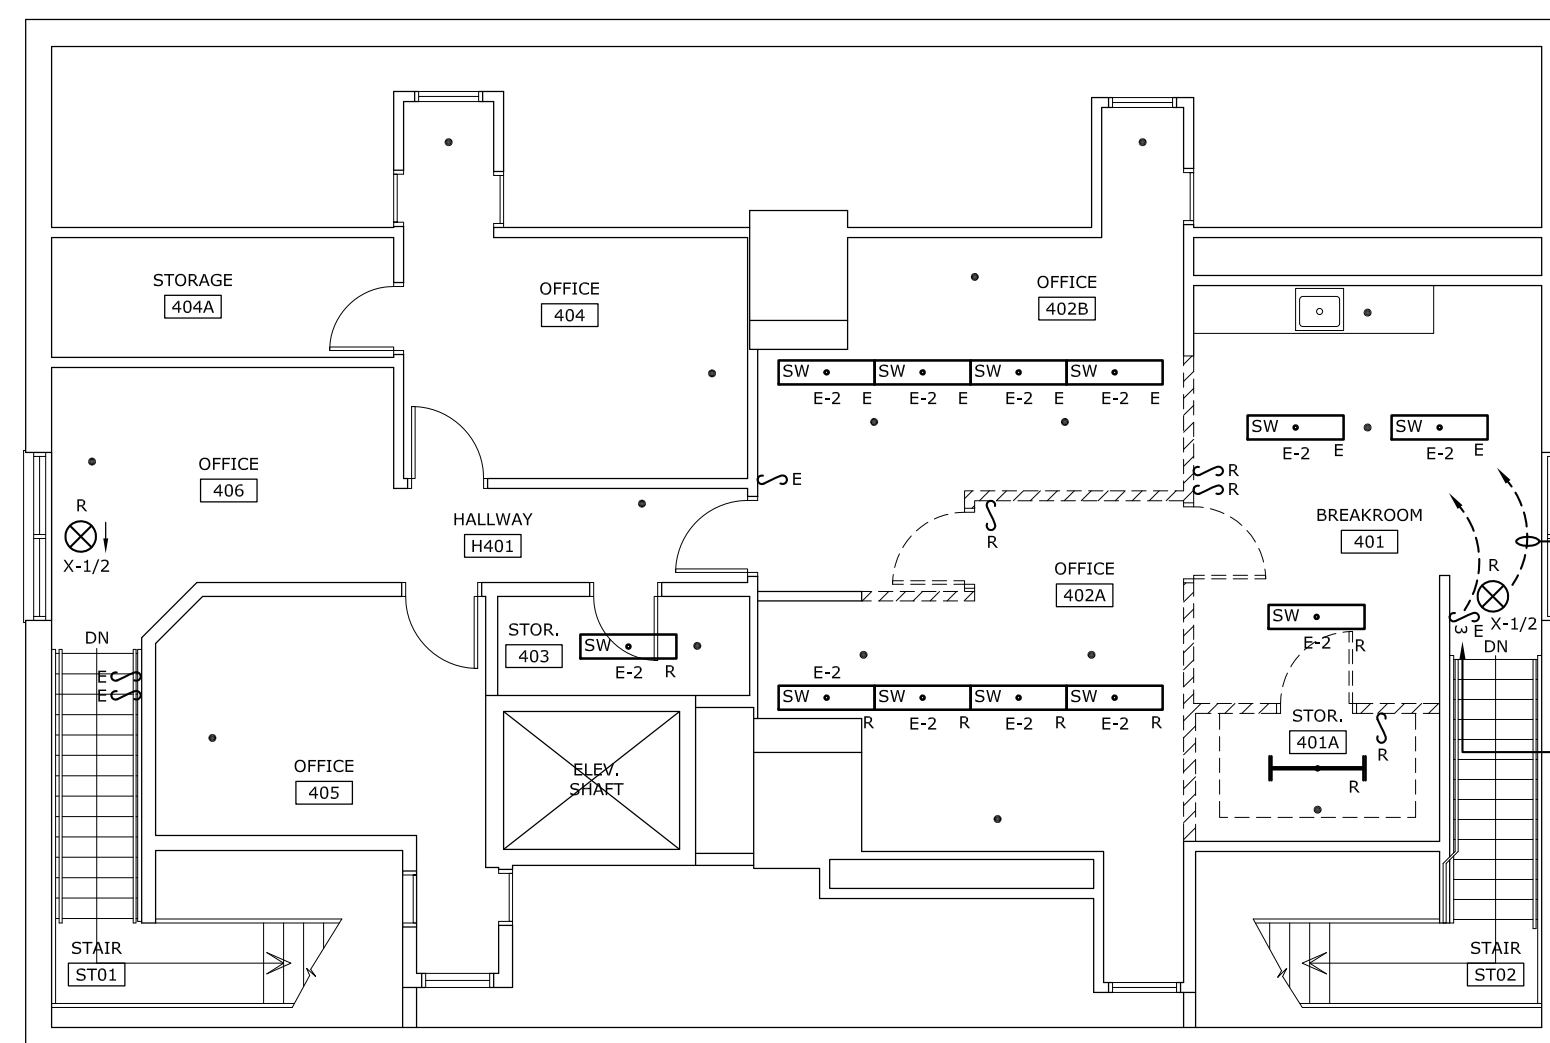 STORAGE
404A
OFFICE
404
OFFICE
402B
SW SW SW SW
E-2 E E-2 E E-2 E E-2 E
SW SW
E-2 E E-2 E
OFFICE
406
R
X-1/2
HALLWAY
H401
E
R
R
R
BREAKROOM
401
OFFICE
402A
R
X-1/2
SW
E-2 R
3 E
DN
DN
E
E
STOR.
403
SW
E-2 R
E-2
SW SW SW SW
R E-2 R E-2 R E-2 R
STOR.
401A
R
R
OFFICE
405
ELEV.
SHAFT
STAIR
ST01
STAIR
ST02